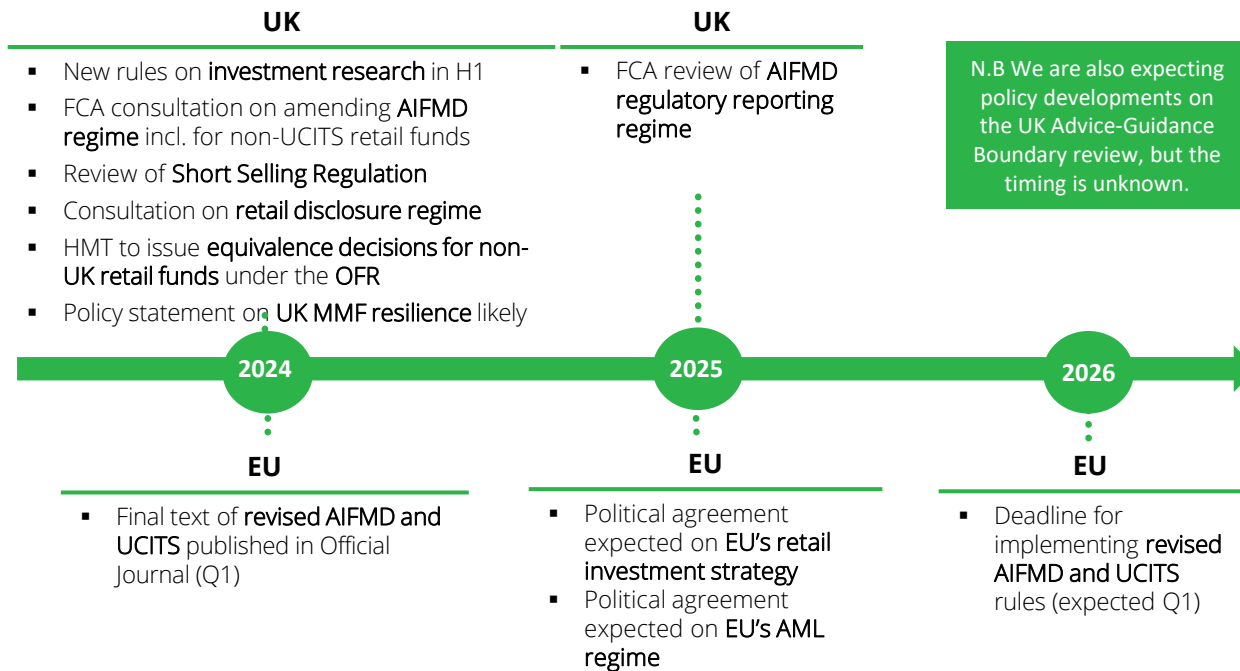 UK
▪ New rules on investment research in H1
▪ FCA consultation on amending AIFMD
regime incl. for non-UCITS retail funds
▪ Review of Short Selling Regulation
▪ Consultation on retail disclosure regime
▪ HMT to issue equivalence decisions for non-
UK retail funds under the OFR
▪ Policy statement on UK MMF resilience likely
UK
▪ FCA review of AIFMD
regulatory reporting
regime
N.B We are also expecting
policy developments on
the UK Advice-Guidance
Boundary review, but the
timing is unknown.
2024
2025
2026
EU
▪ Final text of revised AIFMD and
UCITS published in Official
Journal (Q1)
EU
▪ Political agreement
expected on EU's retail
investment strategy
▪ Political agreement
expected on EU's AML
regime
EU
▪ Deadline for
implementing revised
AIFMD and UCITS
rules (expected Q1)